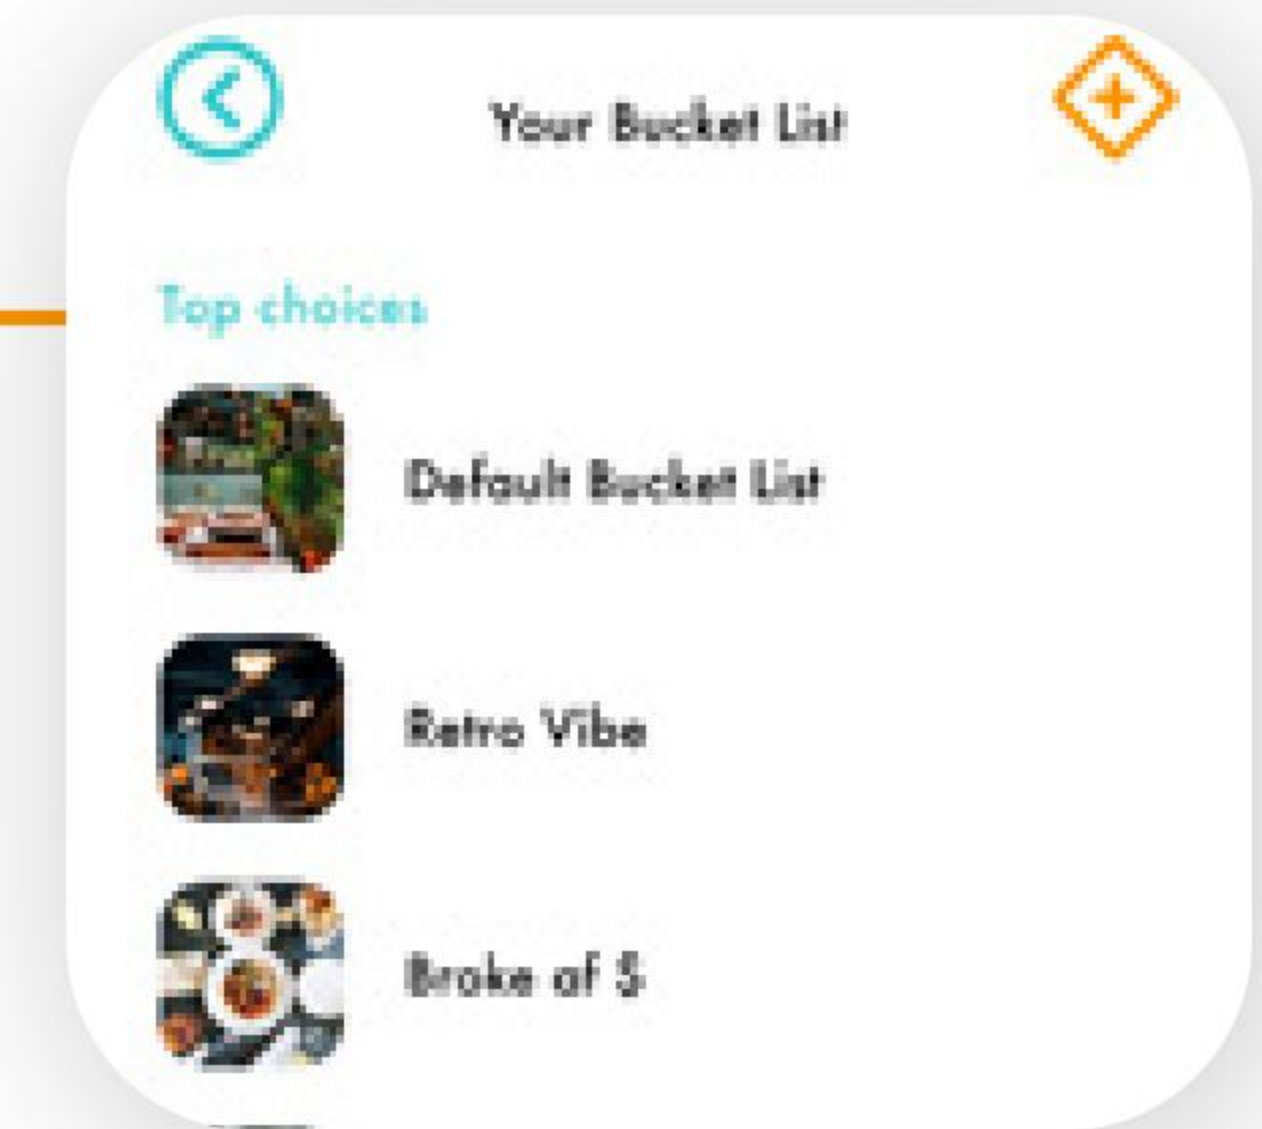 Your Bucket List
Top choices
Default Bucket List
Retro Vibe
Broke af $